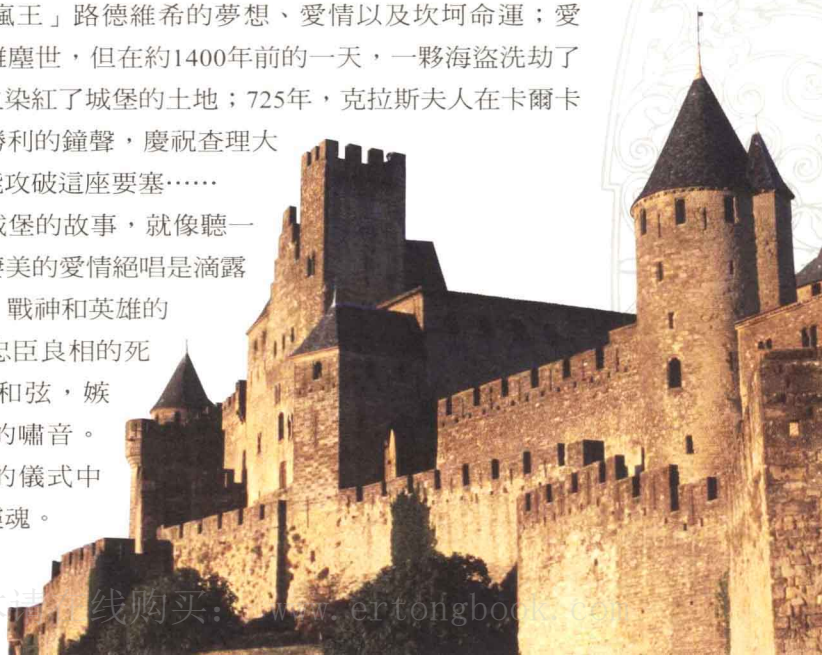 瘋王」路德維希的夢想、愛情以及坎坷命運；愛
塵世，但在約1400年前的一天，一夥海盜洗劫了
染紅了城堡的土地；725年，克拉斯夫人在卡爾卡
勝利的鐘聲，慶祝查理大
攻破這座要塞……
城堡的故事，就像聽一
美的愛情絕唱是滴露
戰神和英雄的
忠臣良相的死
和弦，嫉
的嘯音。
的儀式中
魂。
线购买：www.ertongbook.com